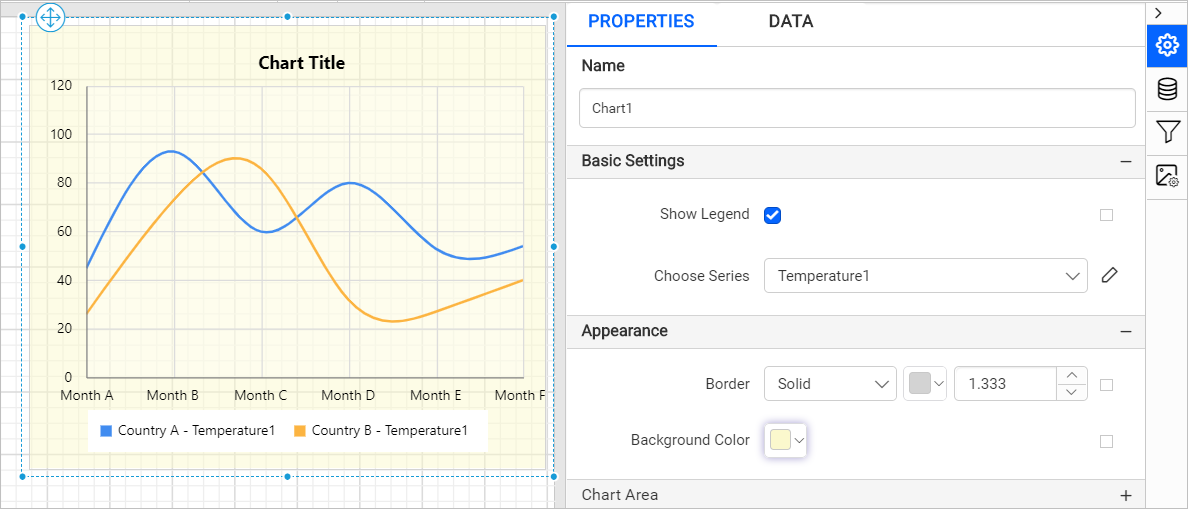 Chart Title
120
100
80
60
40
20
0
Month A Month B Month C Month D Month E Month F
Country A - Temperature1 Country B - Temperature1
PROPERTIES DATA
Name
Chart1
Basic Settings
Show Legend
Choose Series Temperature1
Appearance
Border Solid 1.333
Background Color
Chart Area